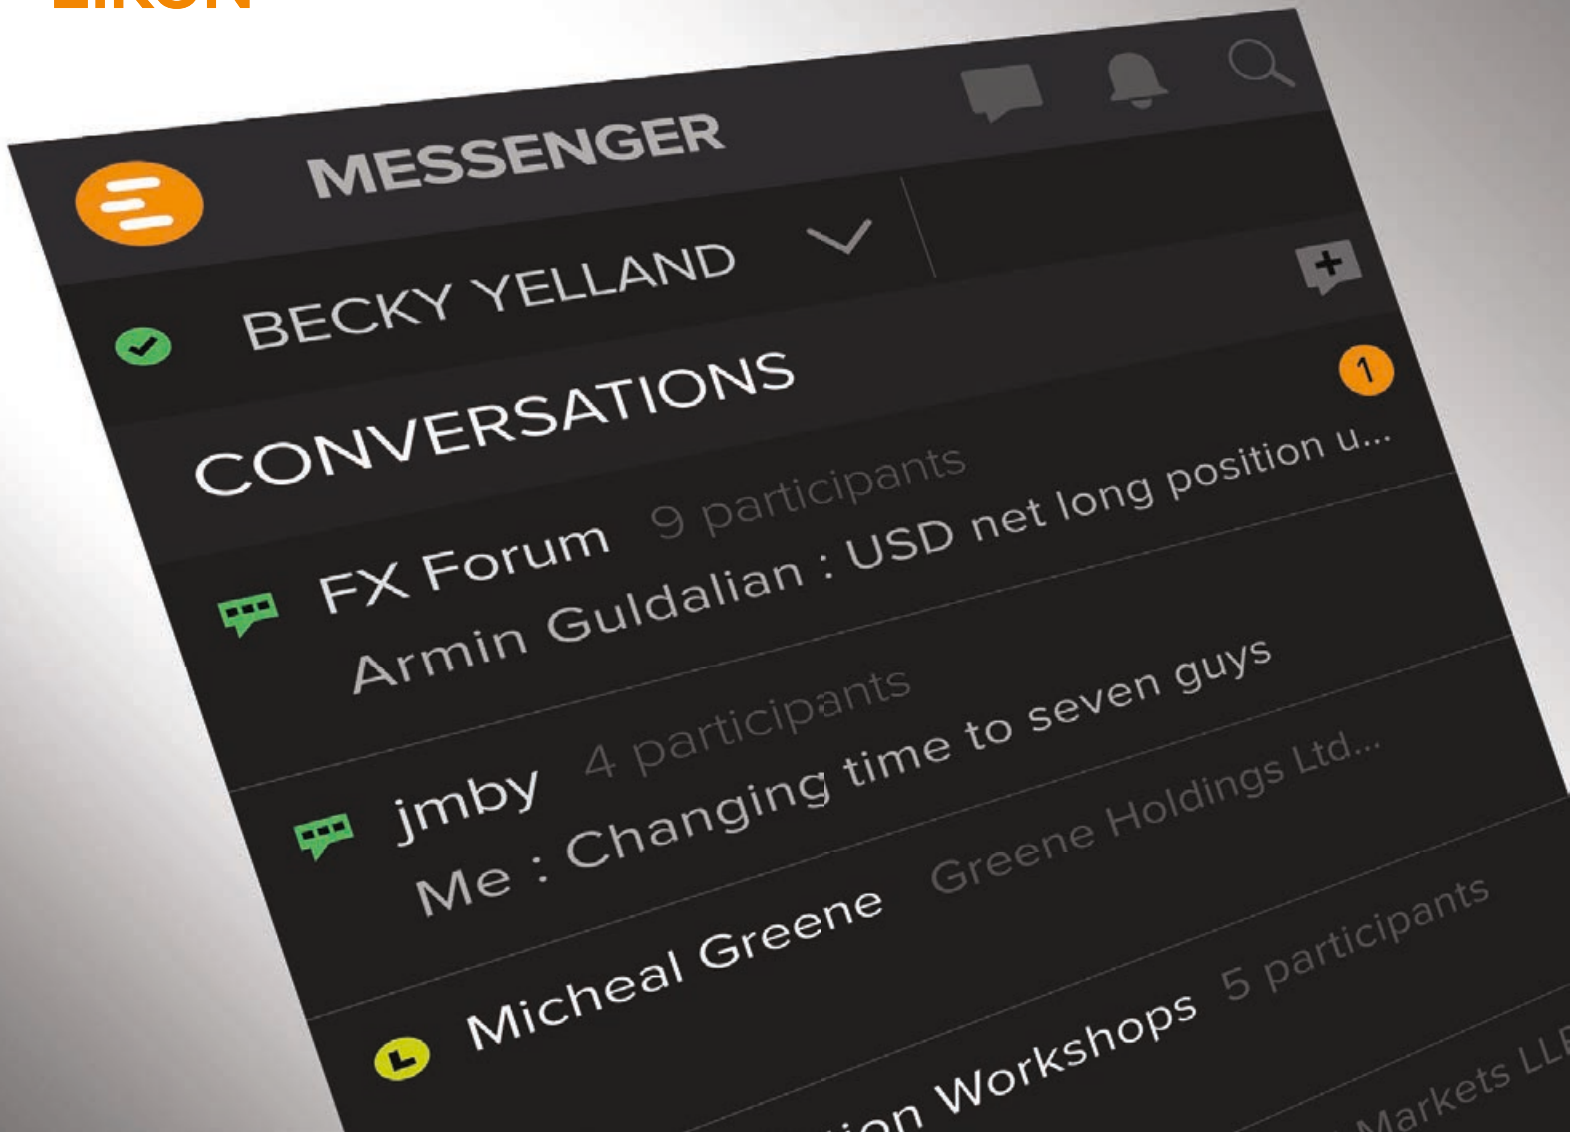 EIKON
MESSENGER
BECKY YELLAND
CONVERSATIONS
1
FX Forum 9 participants
Armin Guldalian : USD net long position u...
jmby 4 participants
Me : Changing time to seven guys
Micheal Greene Greene Holdings Ltd...
Workshops 5 participants
Markets